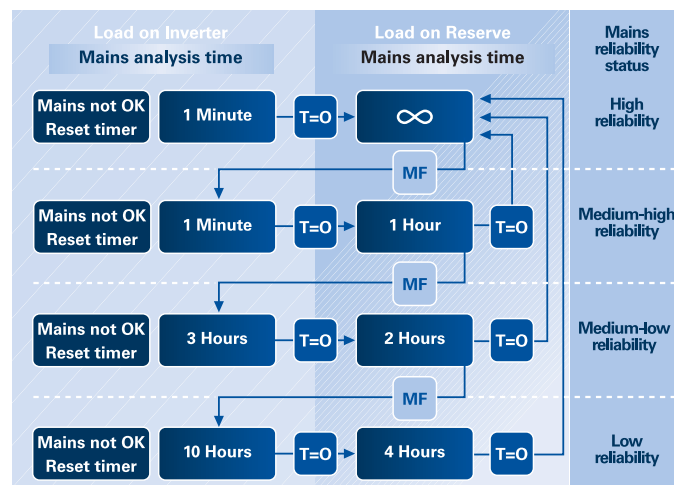 Load on Inverter
Mains analysis time
Load on Reserve
Mains analysis time
Mains
reliability
status
Mains not OK
Reset timer
1 Minute
T=O
∞
High
reliability
MF
Mains not OK
Reset timer
1 Minute
T=O
1 Hour
T=O
Medium-high
reliability
MF
Mains not OK
Reset timer
3 Hours
T=O
2 Hours
T=O
Medium-low
reliability
MF
Mains not OK
Reset timer
10 Hours
T=O
4 Hours
T=O
Low
reliability